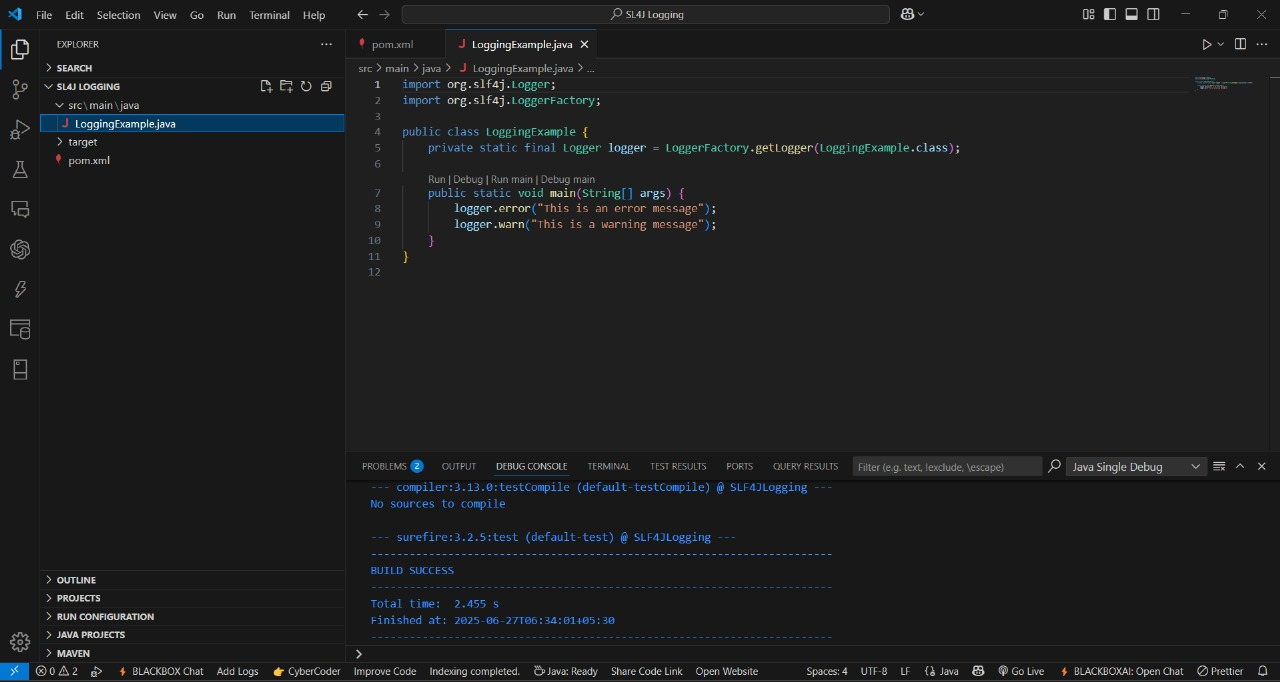 File Edit Selection View Go Run Terminal Help SL4J Logging
EXPLORER
SEARCH
SL4J LOGGING
src\main\java
LoggingExample.java
target
pom.xml
OUTLINE
PROJECTS
RUN CONFIGURATION
JAVA PROJECTS
MAVEN
pom.xml LoggingExample.java
src > main > java > LoggingExample.java > ...
1 import org.slf4j.Logger;
2 import org.slf4j.LoggerFactory;
3
4 public class LoggingExample {
5 private static final Logger logger = LoggerFactory.getLogger(LoggingExample.class);
6
Run | Debug | Run main | Debug main
7 public static void main(String[] args) {
8 logger.error("This is an error message");
9 logger.warn("This is a warning message");
10 }
11 }
12
PROBLEMS 2 OUTPUT DEBUG CONSOLE TERMINAL TEST RESULTS PORTS QUERY RESULTS Filter (e.g. text, !exclude, \escape) Java Single Debug
--- compiler:3.13.0:testCompile (default-testCompile) @ SLF4JLogging ---
No sources to compile
--- surefire:3.2.5:test (default-test) @ SLF4JLogging ---
------------------------------------------------------------------------
BUILD SUCCESS
------------------------------------------------------------------------
Total time:  2.455 s
Finished at: 2025-06-27T06:34:01+05:30
------------------------------------------------------------------------
>
0 2 BLACKBOX Chat Add Logs CyberCoder Improve Code Indexing completed. Java: Ready Share Code Link Open Website Spaces: 4 UTF-8 LF {} Java Go Live BLACKBOXAI: Open Chat Prettier